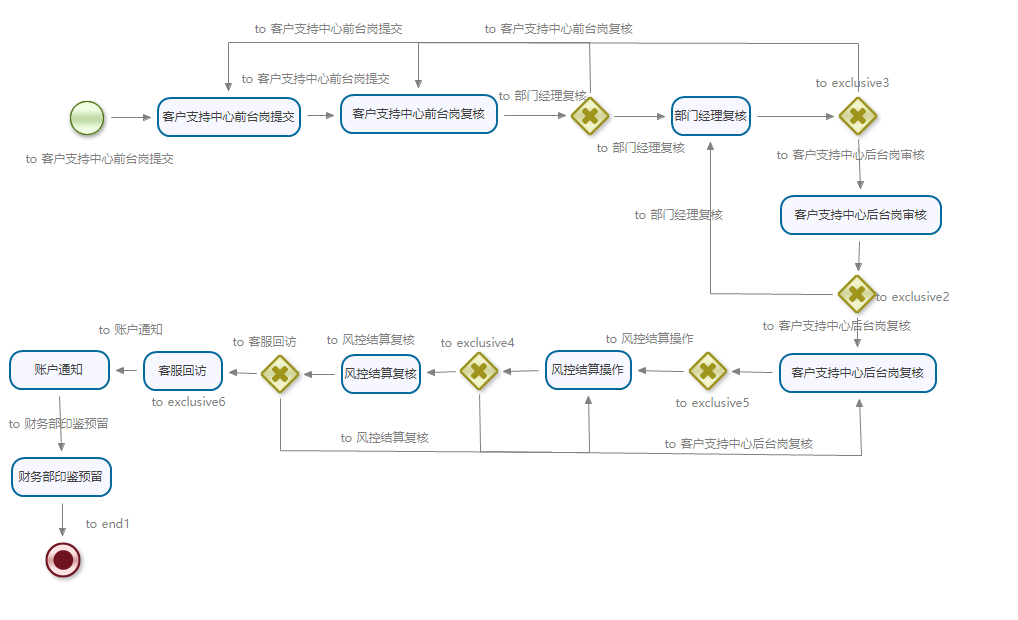 to 客户支持中心前台岗提交
to 客户支持中心前台岗复核
to 客户支持中心前台岗提交
to exclusive3
to 部门经理复核
客户支持中心前台岗提交
客户支持中心前台岗复核
部门经理复核
to 部门经理复核
to 客户支持中心前台岗提交
to 客户支持中心后台岗审核
to 部门经理复核
客户支持中心后台岗审核
to exclusive2
to 客户支持中心后台岗复核
to 账户通知
to 客服回访
to 风控结算复核
to exclusive4
to 风控结算操作
账户通知
客服回访
风控结算复核
风控结算操作
客户支持中心后台岗复核
to exclusive6
to exclusive5
to 财务部印鉴预留
to 风控结算复核
to 客户支持中心后台岗复核
财务部印鉴预留
to end1